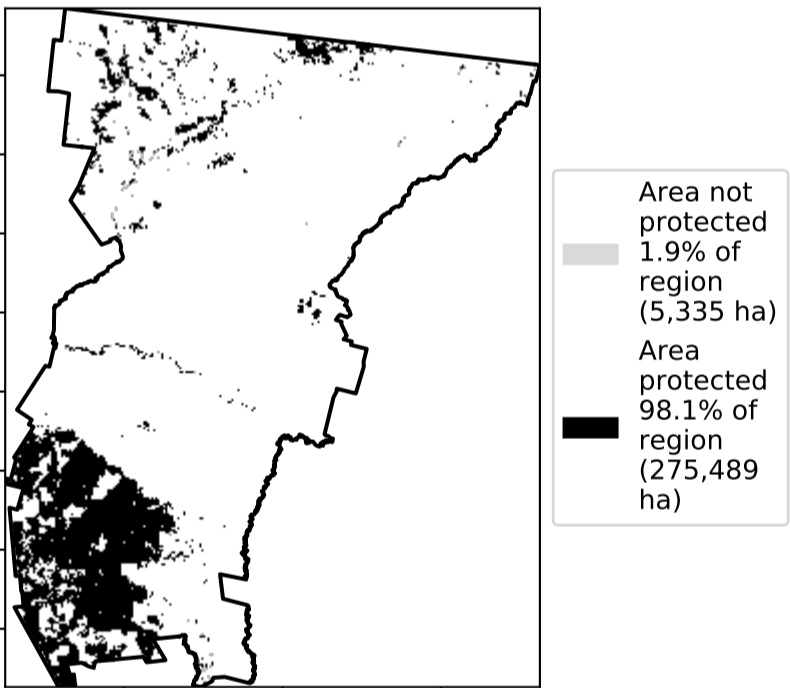 Area not
protected
1.9% of
region
(5,335 ha)
Area
protected
98.1% of
region
(275,489
ha)